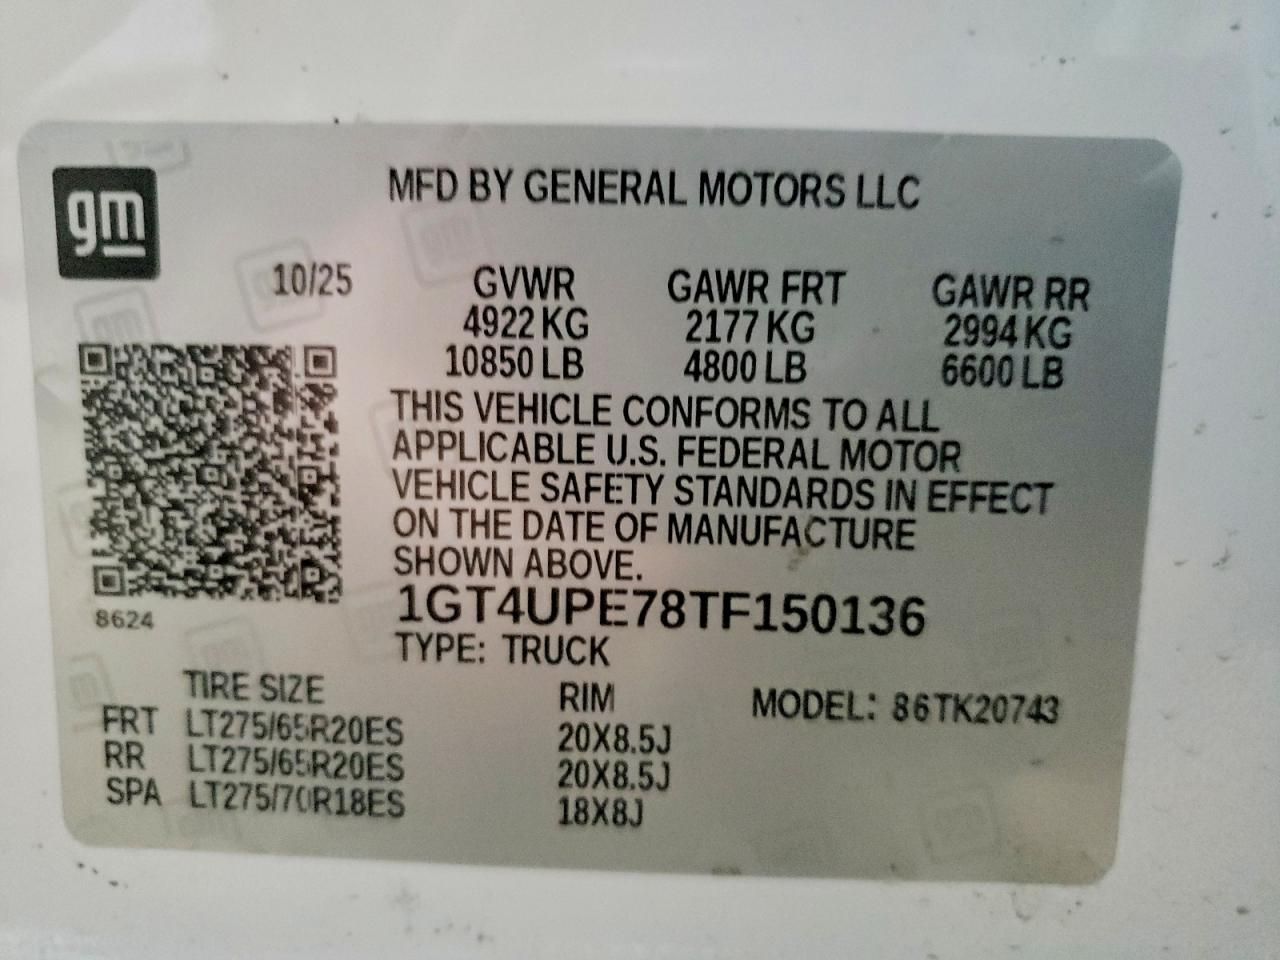 gm
MFD BY GENERAL MOTORS LLC
10/25 GVWR GAWR FRT GAWR RR
4922 KG 2177 KG 2994 KG
10850 LB 4800 LB 6600 LB
THIS VEHICLE CONFORMS TO ALL
APPLICABLE U.S. FEDERAL MOTOR
VEHICLE SAFETY STANDARDS IN EFFECT
ON THE DATE OF MANUFACTURE
SHOWN ABOVE.
1GT4UPE78TF150136
8624
TYPE: TRUCK
TIRE SIZE RIM MODEL: 86TK20743
FRT LT275/65R20ES 20X8.5J
RR LT275/65R20ES 20X8.5J
SPA LT275/70R18ES 18X8J